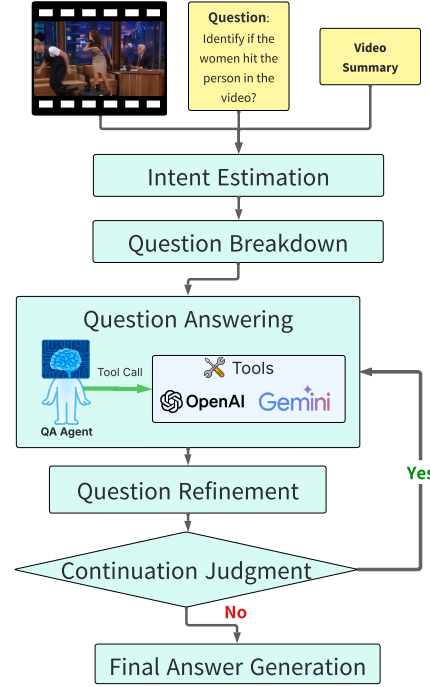 Question:
Identify if the
women hit the
person in the
video?
Video
Summary
Intent Estimation
Question Breakdown
Question Answering
Tool Call
Tools
OpenAI
Gemini
QA Agent
Question Refinement
Yes
Continuation Judgment
No
Final Answer Generation